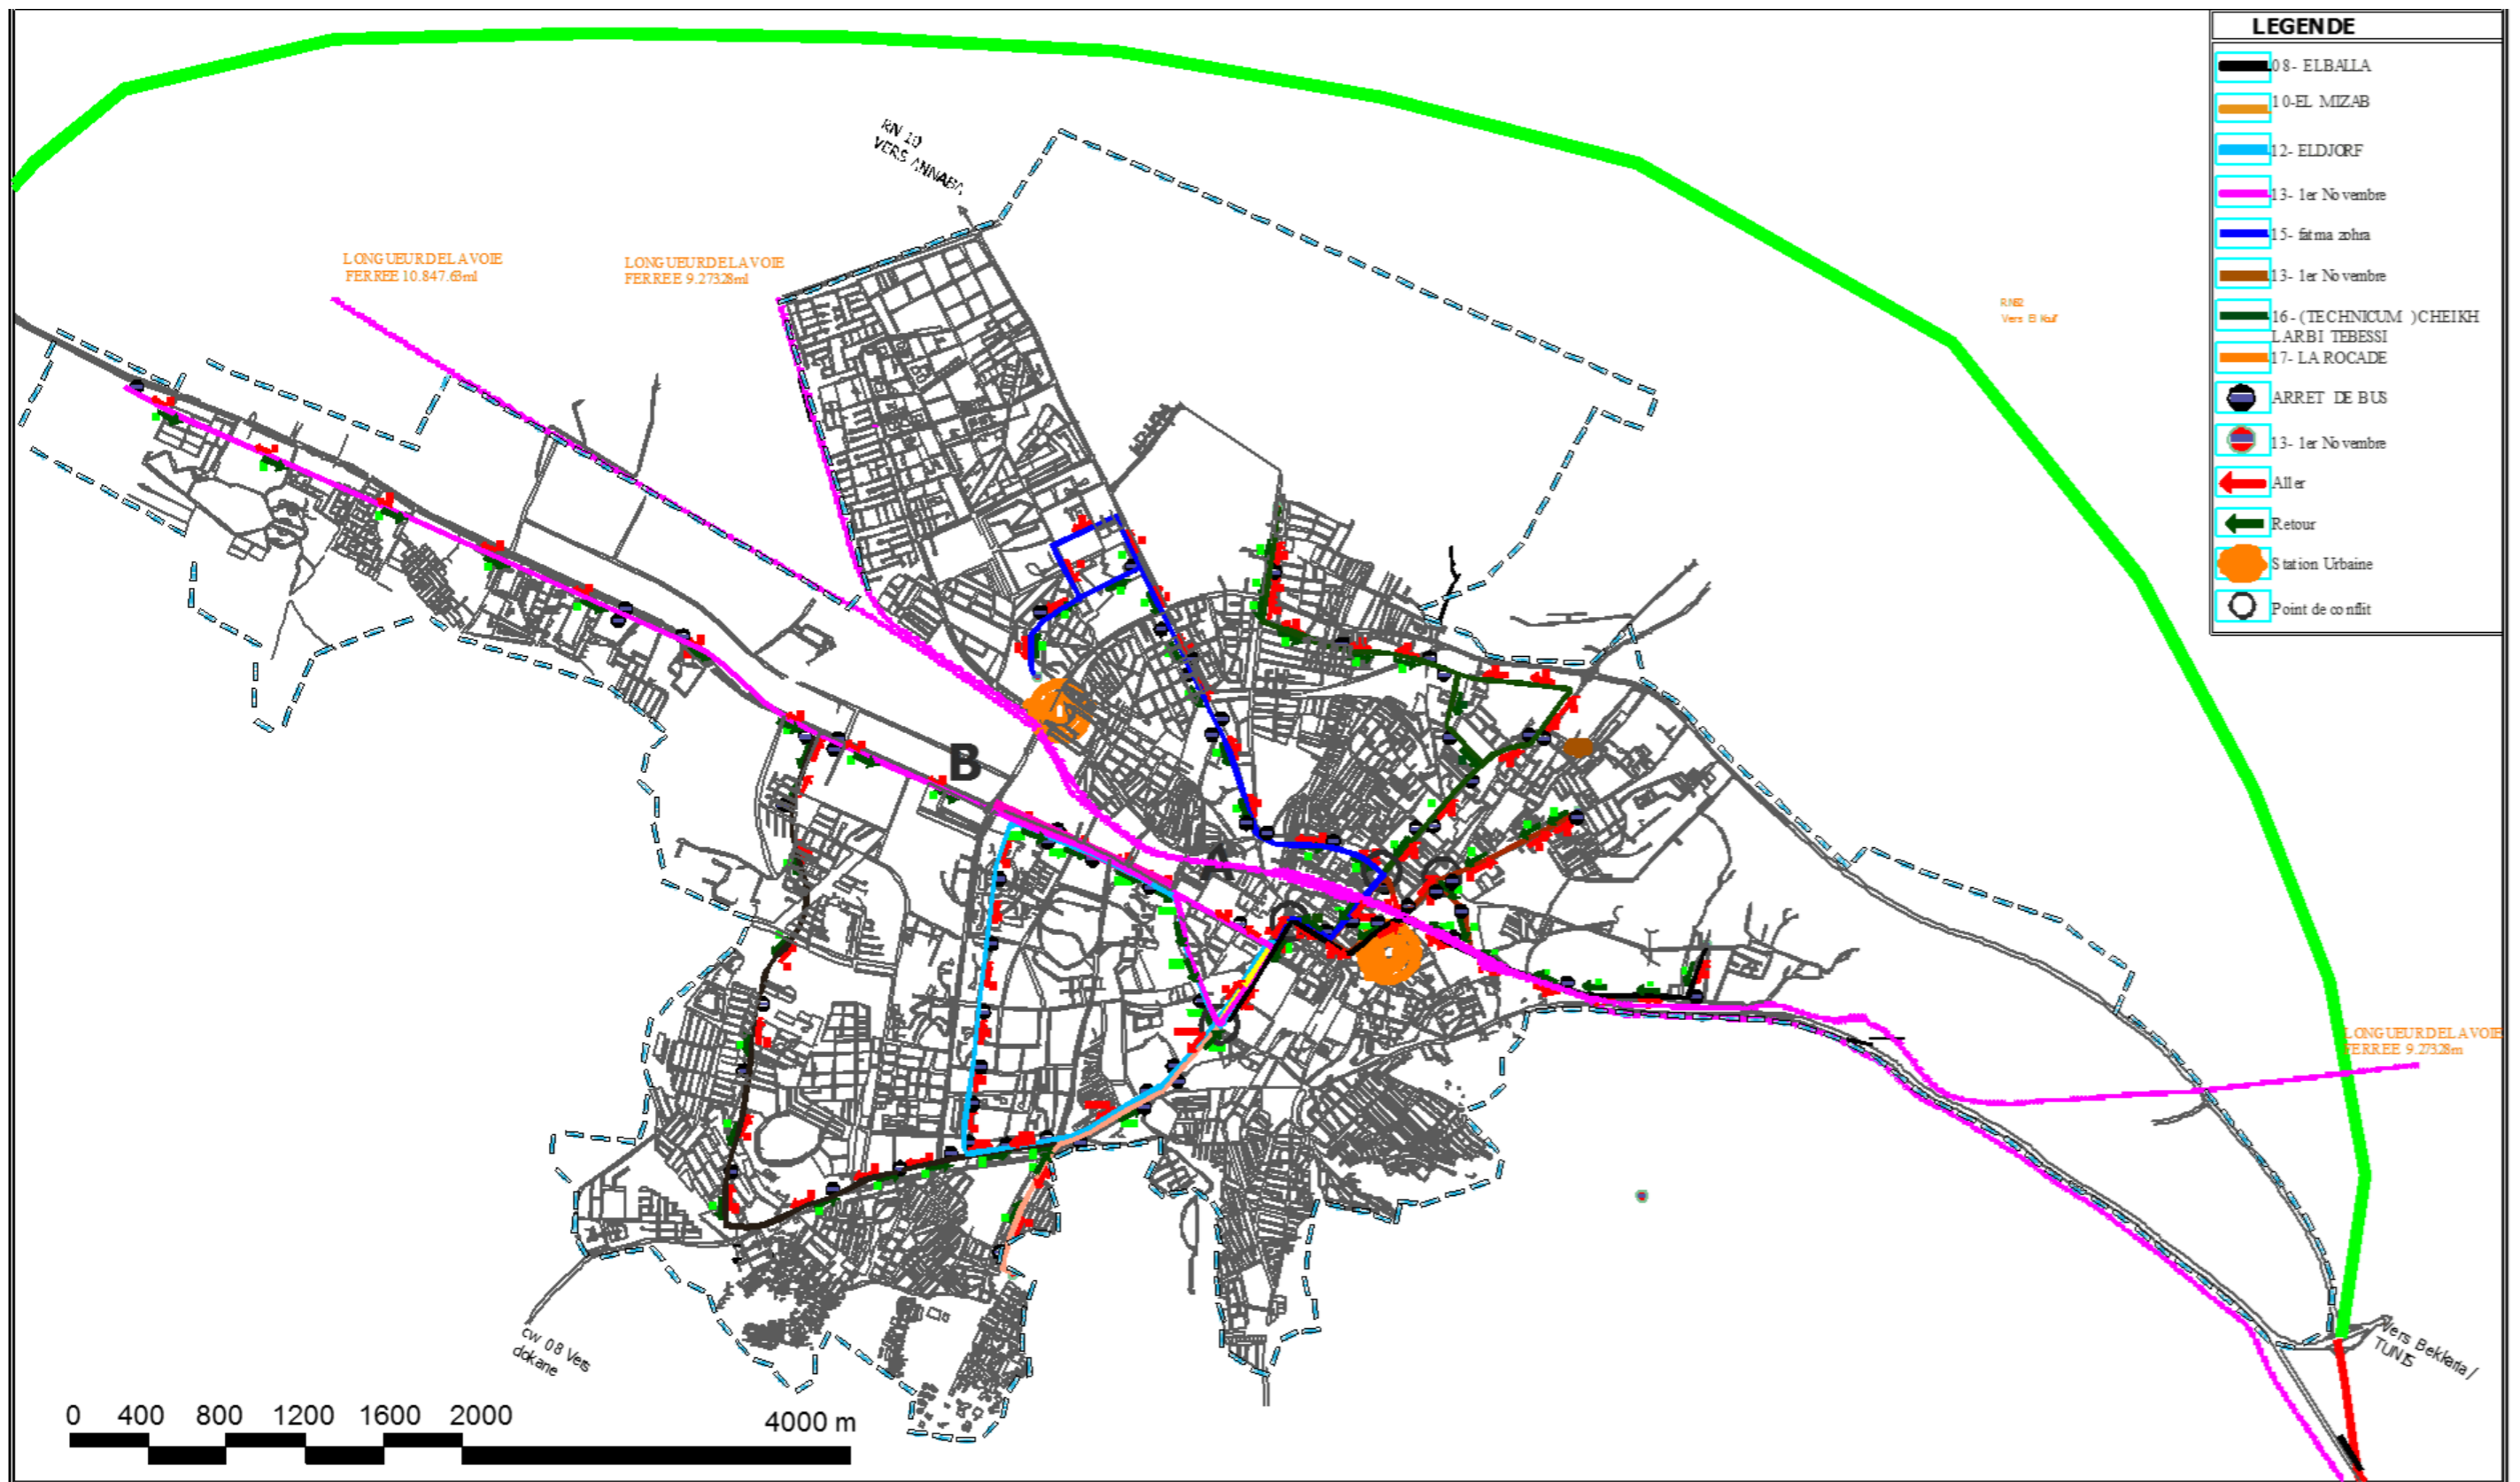 LEGENDE
08- ELBALLA
10-EL MIZAB
12- ELDJORF
13- 1er Novembre
15- fatma zohra
13- 1er Novembre
16- (TECHNICUM )CHEIKH
LARBI TEBESSI
17- LA ROCADE
ARRET DE BUS
13- 1er Novembre
Aller
Retour
Station Urbaine
Point de conflit
RN 10
VERS ANNABA
LONGUEURDELAVOIE
FERREE 10.847.63ml
LONGUEURDELAVOIE
FERREE 9.27328ml
Vers El
B
A
LONGUEURDELAVOIE
FERREE 9.27328m
cw 08 Vers
dokane
Vers Bekkaria/
TUNIS
0 400 800 1200 1600 2000 4000 m